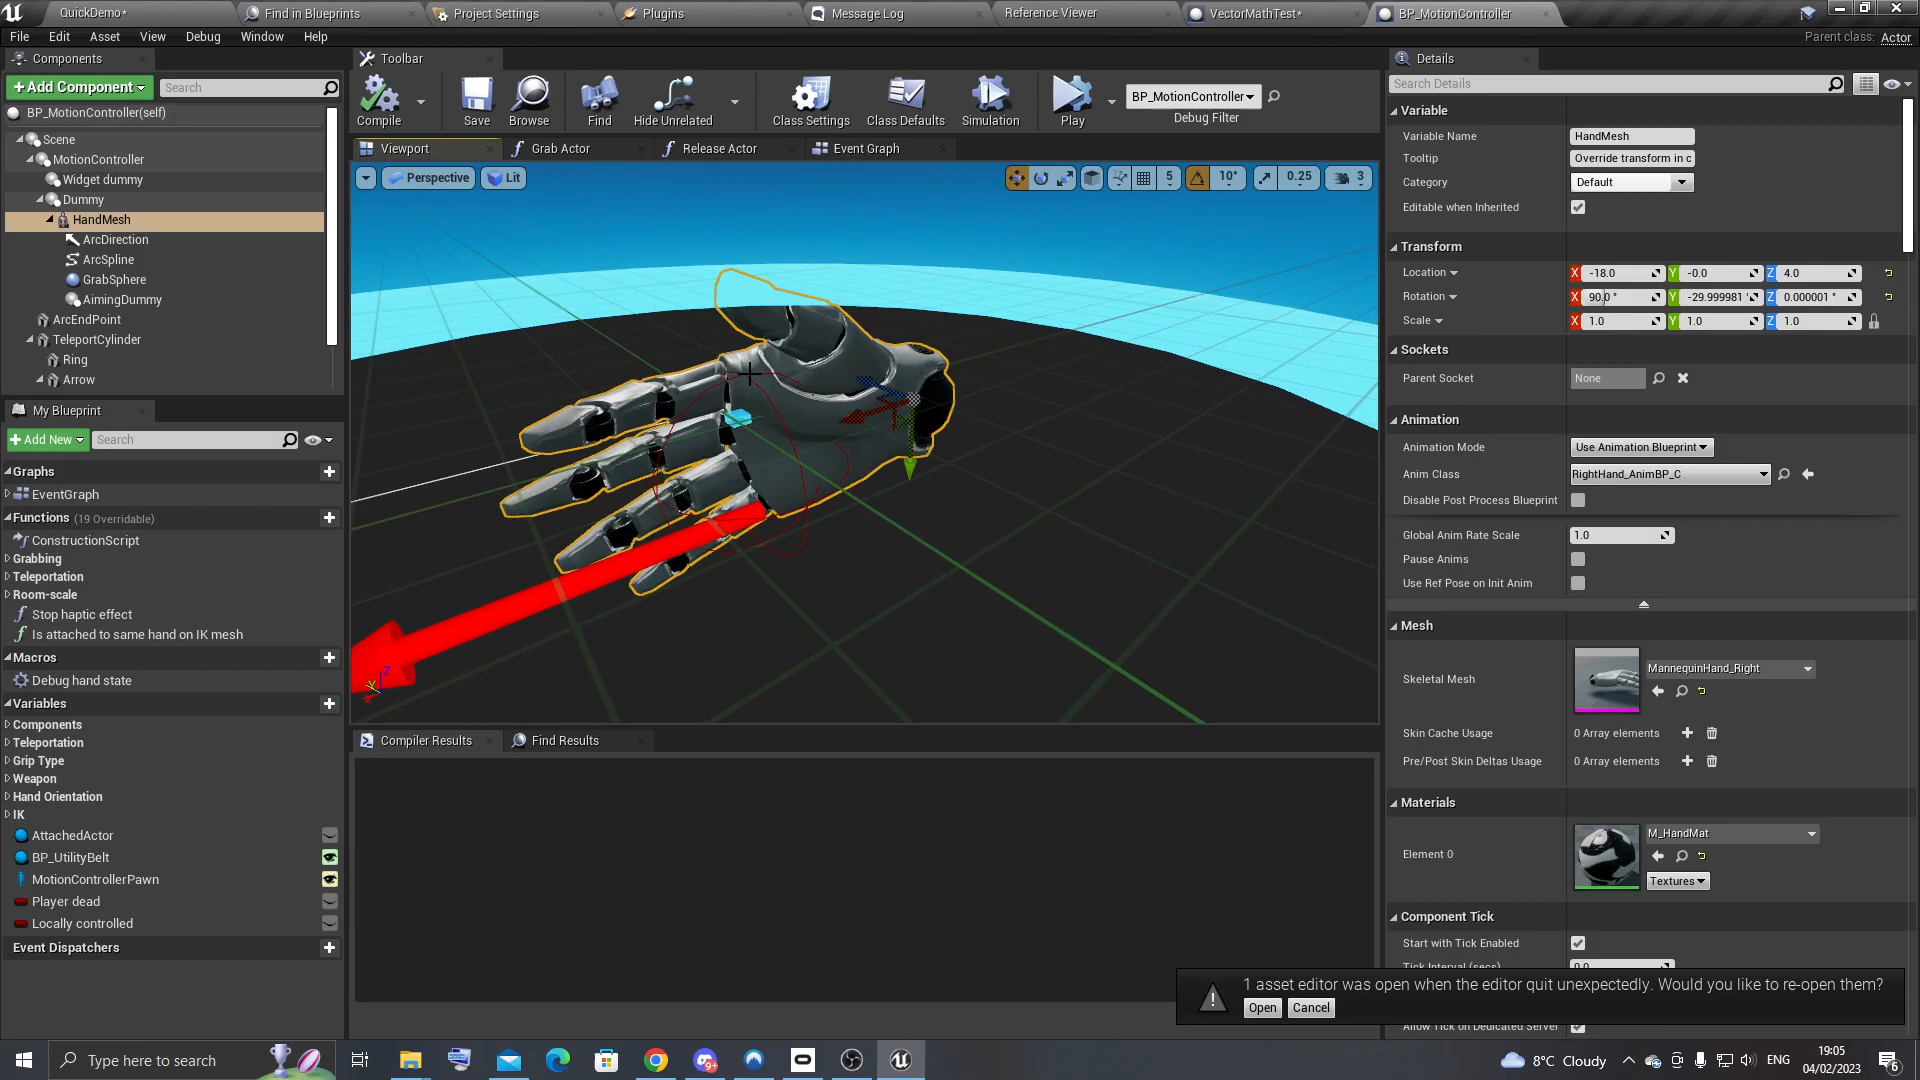 QuickDemo*
Find in Blueprints
Project Settings
Plugins
Message Log
Reference Viewer
VectorMathTest*
BP_MotionController
File Edit Asset View Debug Window Help
Parent class: Actor
Components
+ Add Component
Search
BP_MotionController(self)
Scene
MotionController
Widget dummy
Dummy
HandMesh
ArcDirection
ArcSpline
GrabSphere
AimingDummy
ArcEndPoint
TeleportCylinder
Ring
Arrow
My Blueprint
+ Add New
Search
Graphs
EventGraph
Functions (19 Overridable)
ConstructionScript
Grabbing
Teleportation
Room-scale
Stop haptic effect
Is attached to same hand on IK mesh
Macros
Debug hand state
Variables
Components
Teleportation
Grip Type
Weapon
Hand Orientation
IK
AttachedActor
BP_UtilityBelt
MotionControllerPawn
Player dead
Locally controlled
Event Dispatchers
Toolbar
Compile
Save
Browse
Find
Hide Unrelated
Class Settings
Class Defaults
Simulation
Play
BP_MotionController
Debug Filter
Viewport
Grab Actor
Release Actor
Event Graph
Perspective
Lit
5
10°
0.25
3
Z
Y
X
Compiler Results
Find Results
Details
Search Details
Variable
Variable Name HandMesh
Tooltip Override transform in c
Category Default
Editable when Inherited
Transform
Location X -18.0 Y -0.0 Z 4.0
Rotation X 90.0 ° Y -29.999981 ° Z 0.000001 °
Scale X 1.0 Y 1.0 Z 1.0
Sockets
Parent Socket None
Animation
Animation Mode Use Animation Blueprint
Anim Class RightHand_AnimBP_C
Disable Post Process Blueprint
Global Anim Rate Scale 1.0
Pause Anims
Use Ref Pose on Init Anim
Mesh
Skeletal Mesh MannequinHand_Right
Skin Cache Usage 0 Array elements
Pre/Post Skin Deltas Usage 0 Array elements
Materials
Element 0 M_HandMat
Textures
Component Tick
Start with Tick Enabled
Tick Interval (secs) 0.0
1 asset editor was open when the editor quit unexpectedly. Would you like to re-open them?
Open Cancel
Allow Tick on Dedicated Server
Type here to search
9+
8°C Cloudy
ENG
19:05
04/02/2023
6